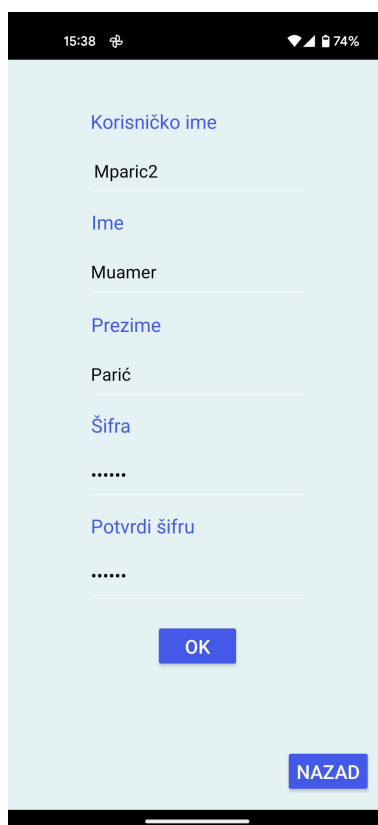 15:38 74%
Korisničko ime
Mparic2
Ime
Muamer
Prezime
Parić
Šifra
••••••
Potvrdi šifru
••••••
OK
NAZAD